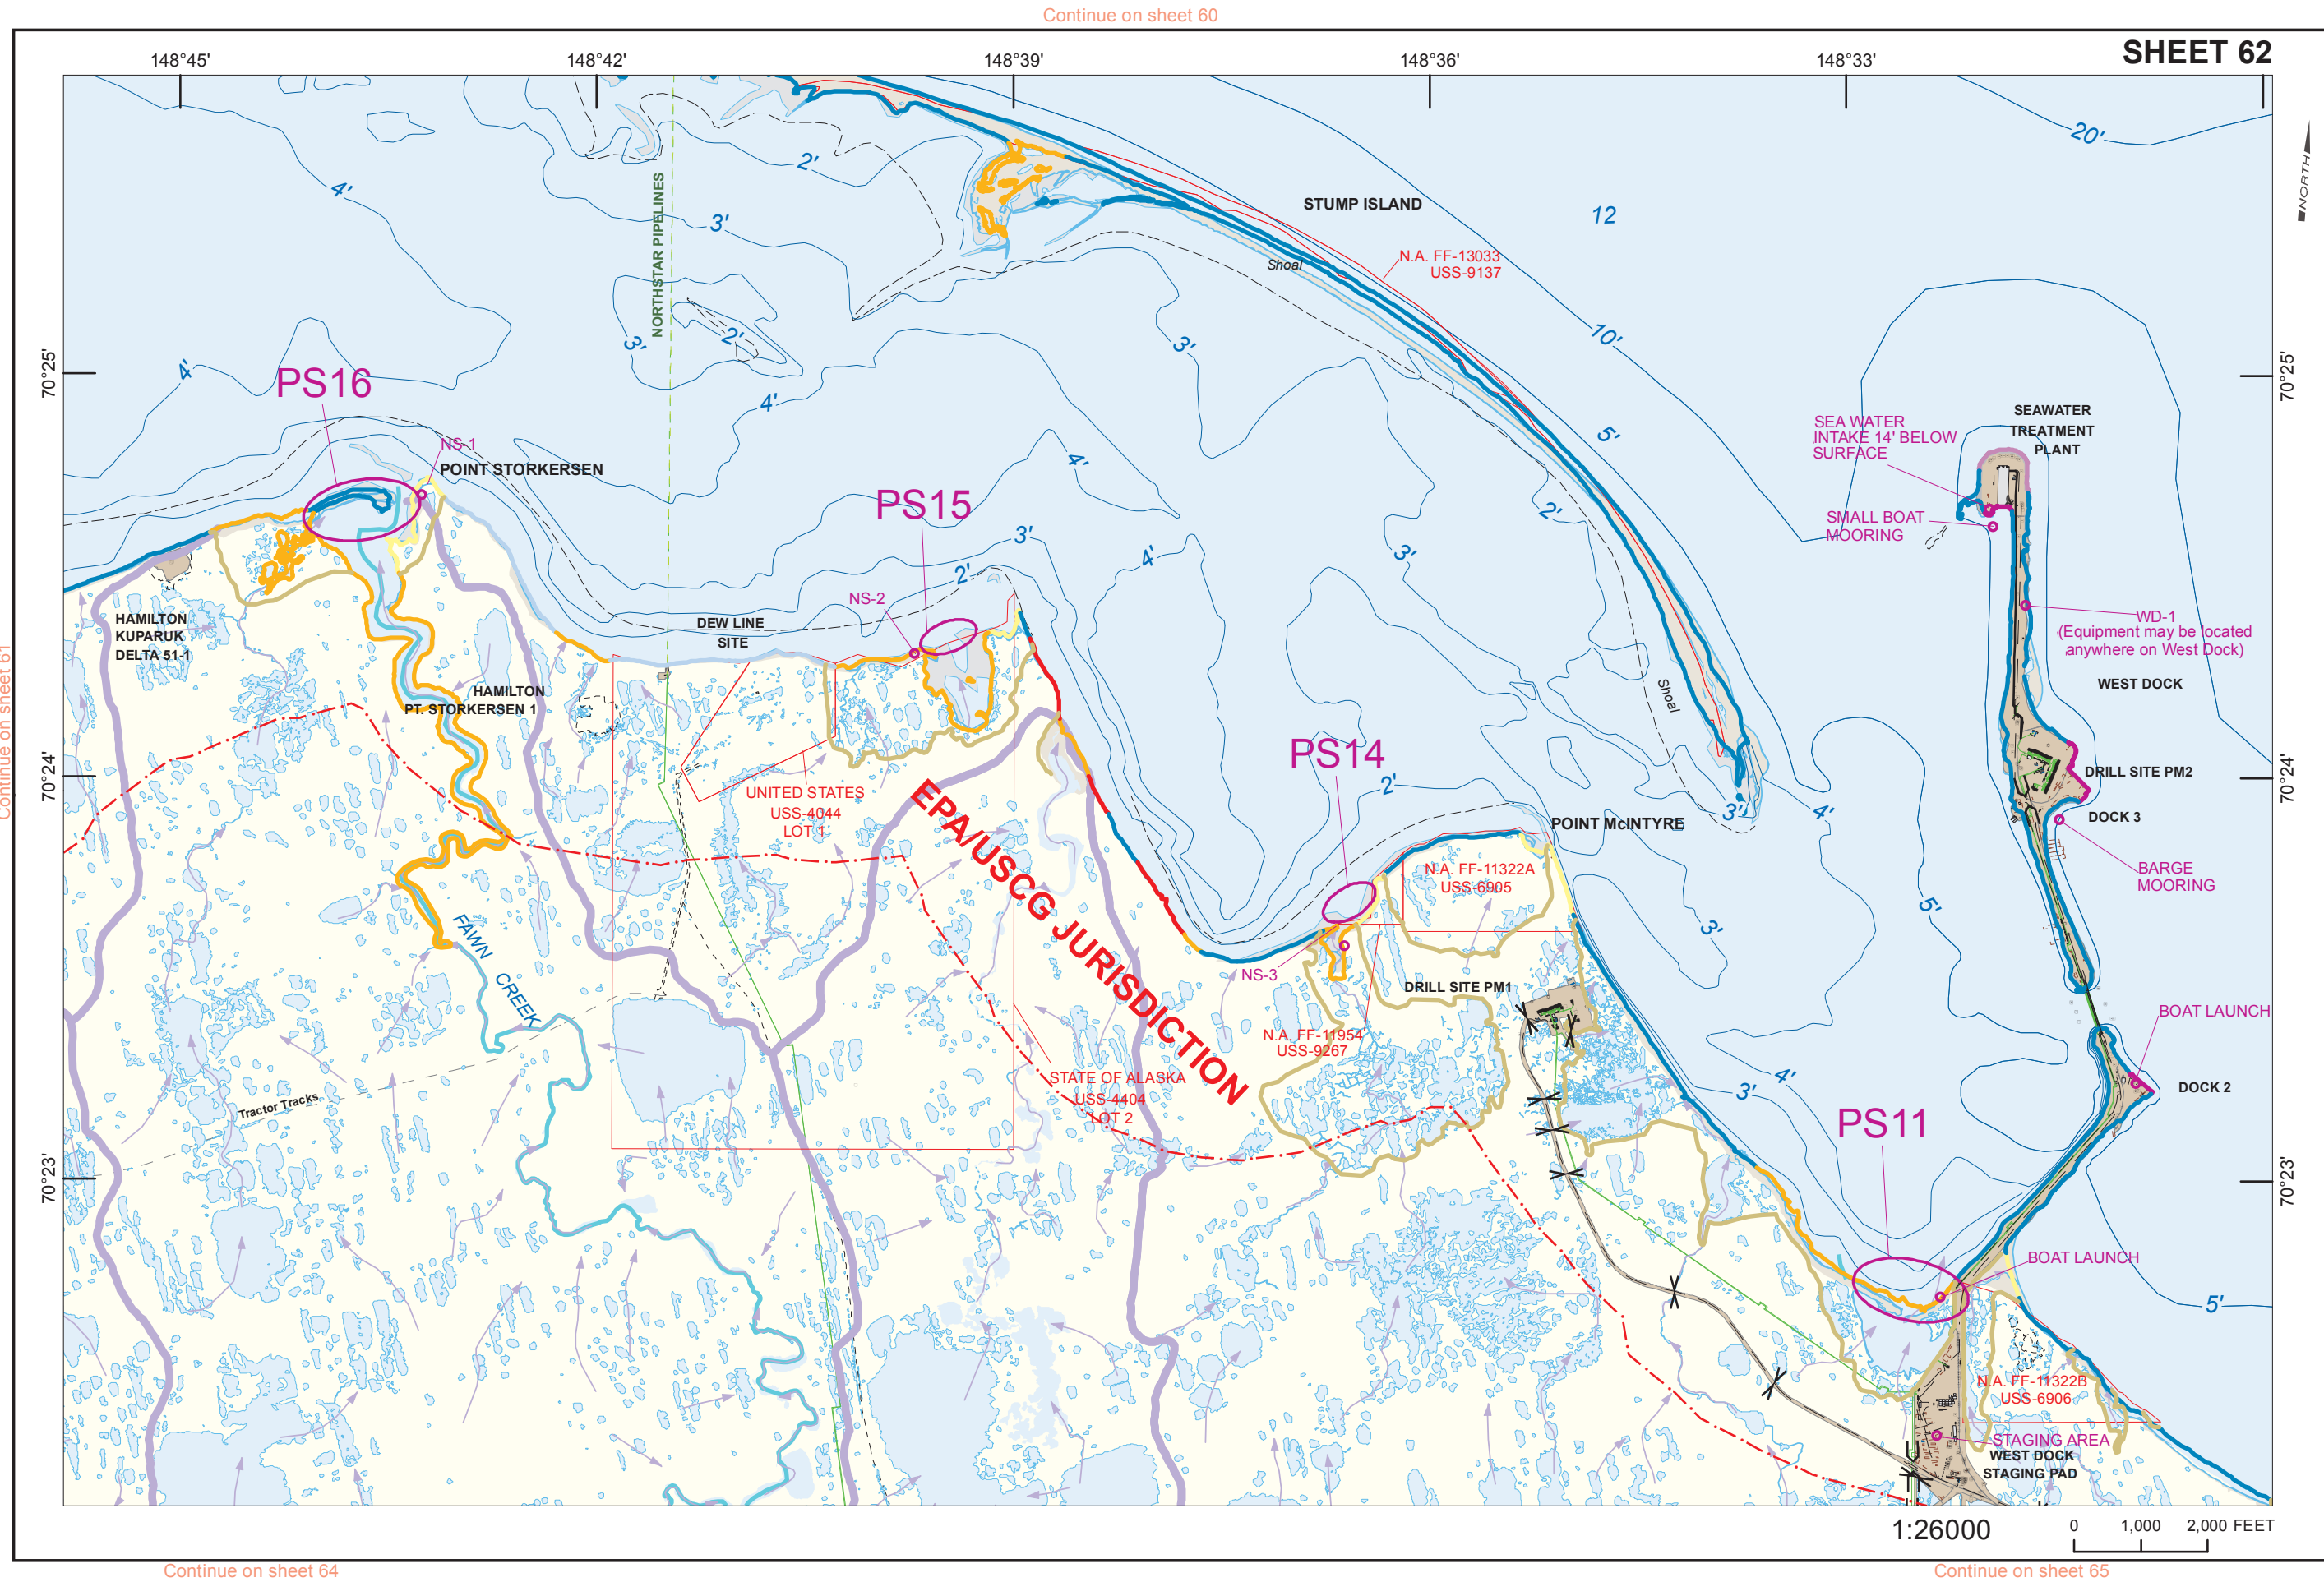 Continue on sheet 60
SHEET 62
148°45'
148°42'
148°39'
148°36'
148°33'
NORTH
20'
2'
4'
3'
12
STUMP ISLAND
NORTHSTAR PIPELINES
N.A. FF-13033
USS-9137
Shoal
10'
3'
2'
3'
70°25'
70°25'
4'
PS16
4'
5'
SEAWATER
TREATMENT
PLANT
SEA WATER
INTAKE 14' BELOW
SURFACE
NS-1
POINT STORKERSEN
4'
PS15
2'
SMALL BOAT
MOORING
3'
4'
3'
2'
NS-2
HAMILTON
KUPARUK
DELTA 51-1
DEW LINE
SITE
WD-1
(Equipment may be located
anywhere on West Dock)
WEST DOCK
Continue on sheet 61
HAMILTON
PT. STORKERSEN 1
Shoal
PS14
70°24'
70°24'
DRILL SITE PM2
2'
UNITED STATES
USS-4044
LOT 1
3'
4'
DOCK 3
POINT McINTYRE
EPA/USCG JURISDICTION
N.A. FF-11322A
USS-6905
BARGE
MOORING
5'
3'
FAWN CREEK
NS-3
DRILL SITE PM1
BOAT LAUNCH
N.A. FF-11954
USS-9267
STATE OF ALASKA
USS-4404
LOT 2
4'
3'
DOCK 2
Tractor Tracks
PS11
70°23'
70°23'
BOAT LAUNCH
5'
N.A. FF-11322B
USS-6906
STAGING AREA
WEST DOCK
STAGING PAD
1:26000
0 1,000 2,000 FEET
Continue on sheet 64
Continue on sheet 65